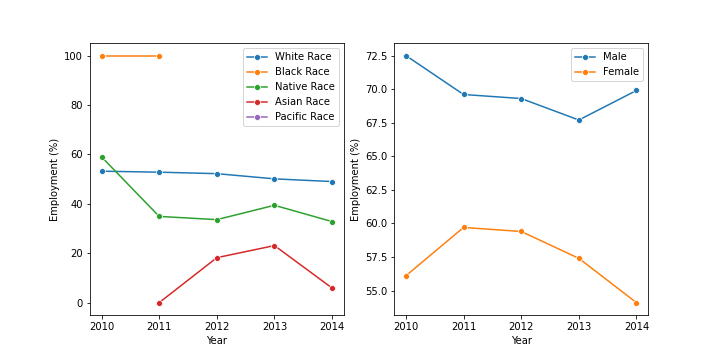 100
80
60
40
20
0
Employment (%)
2010 2011 2012 2013 2014
Year
White Race
Black Race
Native Race
Asian Race
Pacific Race
72.5
70.0
67.5
65.0
62.5
60.0
57.5
55.0
Employment (%)
2010 2011 2012 2013 2014
Year
Male
Female